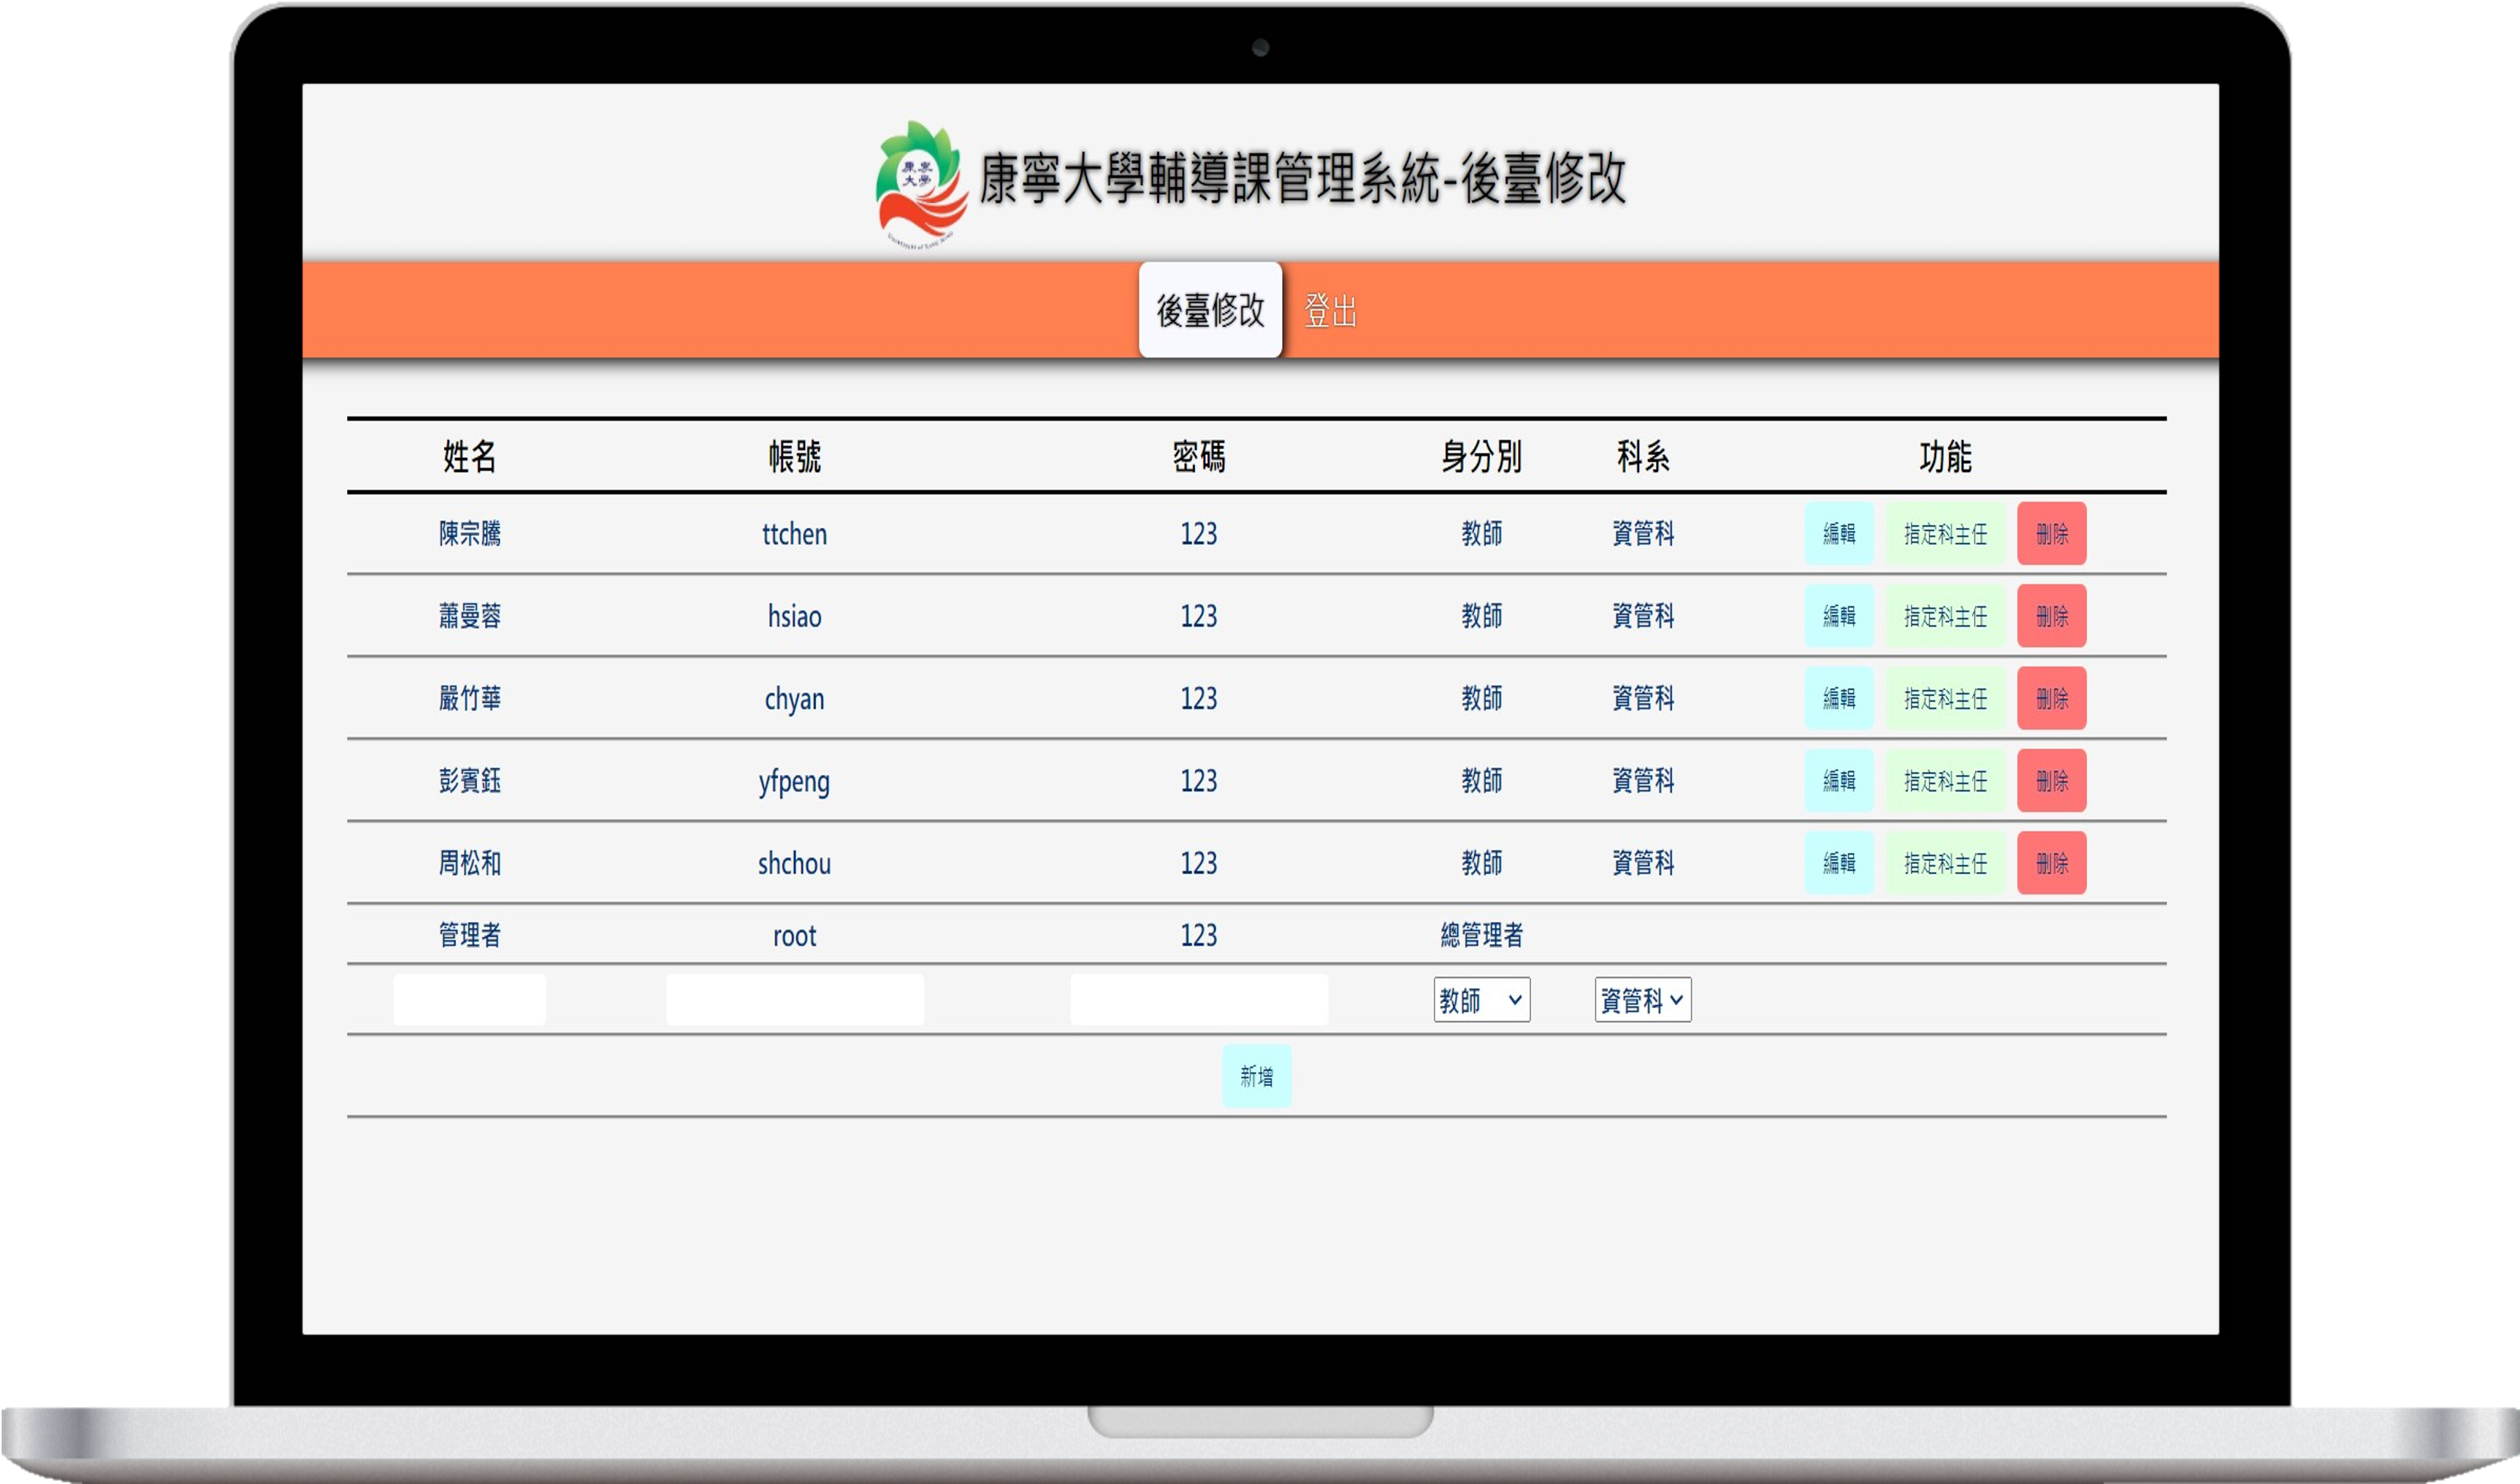 康寧大學
康寧大學輔導課管理系統-後臺修改
後臺修改 登出
姓名 帳號 密碼 身分別 科系 功能
陳宗騰 ttchen 123 教師 資管科 編輯 指定科主任 刪除
蕭曼蓉 hsiao 123 教師 資管科 編輯 指定科主任 刪除
嚴竹華 chyan 123 教師 資管科 編輯 指定科主任 刪除
彭賓鈺 yfpeng 123 教師 資管科 編輯 指定科主任 刪除
周松和 shchou 123 教師 資管科 編輯 指定科主任 刪除
管理者 root 123 總管理者
教師 資管科
新增